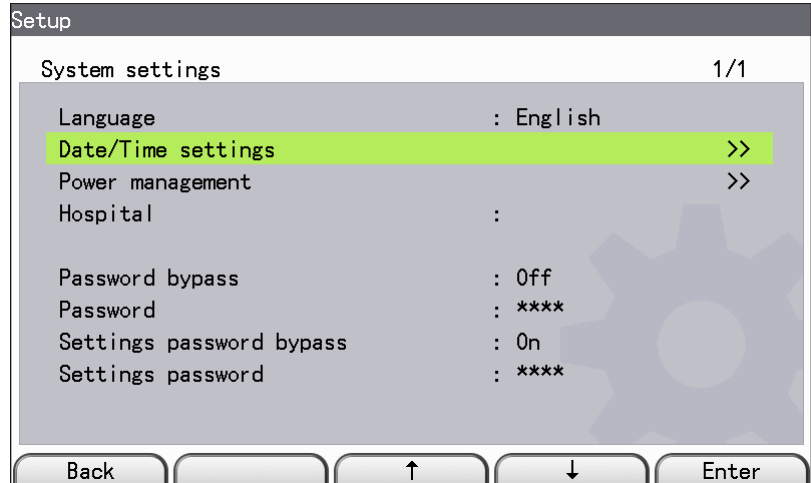 Setup
System settings 1/1
Language : English
Date/Time settings >>
Power management >>
Hospital :
Password bypass : Off
Password : ****
Settings password bypass : On
Settings password : ****
Back ↑ ↓ Enter